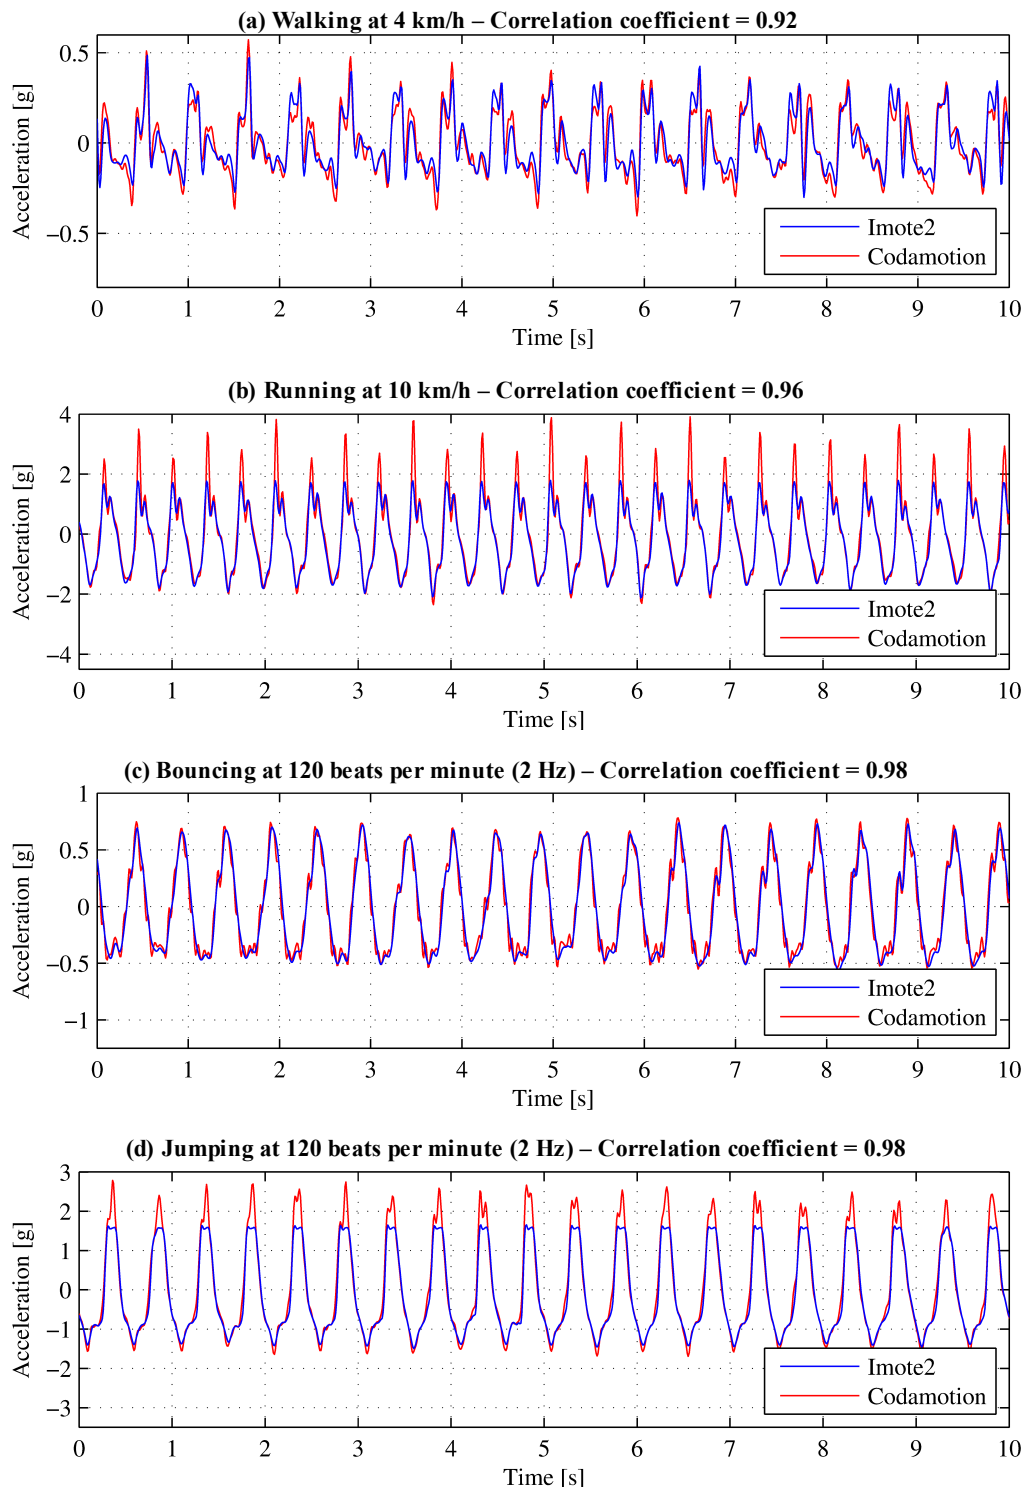 (a) Walking at 4 km/h – Correlation coefficient = 0.92
0.5
0
−0.5
Acceleration [g]
Imote2
Codamotion
0 1 2 3 4 5 6 7 8 9 10
Time [s]
(b) Running at 10 km/h – Correlation coefficient = 0.96
4
2
0
−2
−4
Acceleration [g]
Imote2
Codamotion
0 1 2 3 4 5 6 7 8 9 10
Time [s]
(c) Bouncing at 120 beats per minute (2 Hz) – Correlation coefficient = 0.98
1
0.5
0
−0.5
−1
Acceleration [g]
Imote2
Codamotion
0 1 2 3 4 5 6 7 8 9 10
Time [s]
(d) Jumping at 120 beats per minute (2 Hz) – Correlation coefficient = 0.98
3
2
1
0
−1
−2
−3
Acceleration [g]
Imote2
Codamotion
0 1 2 3 4 5 6 7 8 9 10
Time [s]